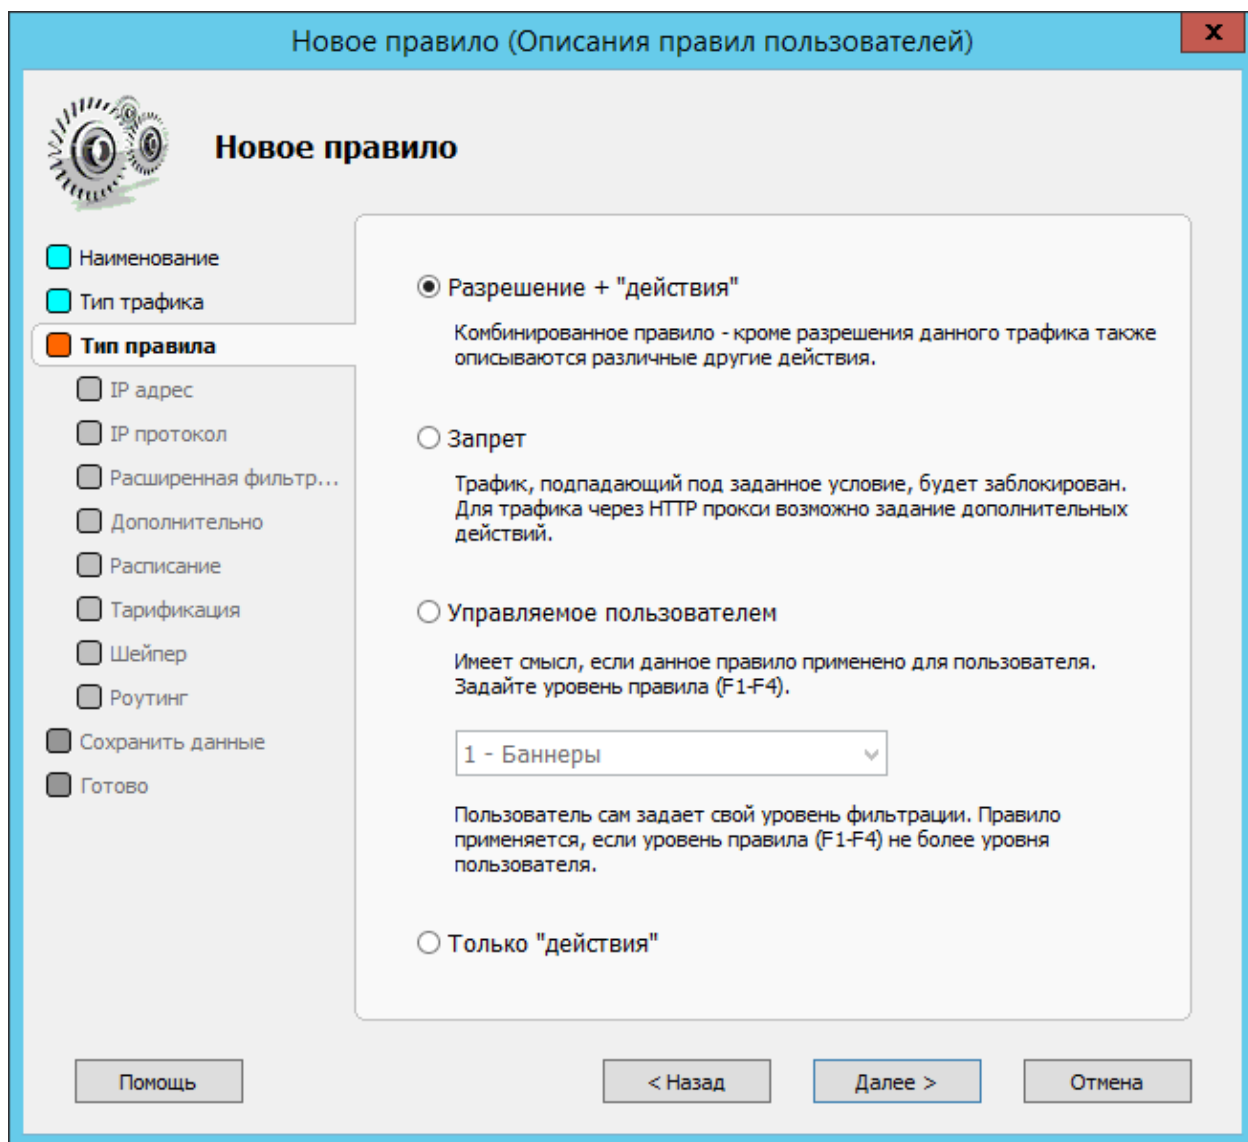 Новое правило (Описания правил пользователей)
x
Новое правило
Наименование
Тип трафика
Тип правила
IP адрес
IP протокол
Расширенная фильтр...
Дополнительно
Расписание
Тарификация
Шейпер
Роутинг
Сохранить данные
Готово
Разрешение + "действия"
Комбинированное правило - кроме разрешения данного трафика также
описываются различные другие действия.
Запрет
Трафик, подпадающий под заданное условие, будет заблокирован.
Для трафика через HTTP прокси возможно задание дополнительных
действий.
Управляемое пользователем
Имеет смысл, если данное правило применено для пользователя.
Задайте уровень правила (F1-F4).
1 - Баннеры
Пользователь сам задает свой уровень фильтрации. Правило
применяется, если уровень правила (F1-F4) не более уровня
пользователя.
Только "действия"
Помощь
< Назад
Далее >
Отмена